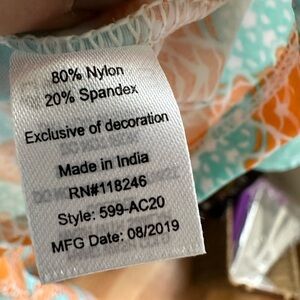 80% Nylon
20% Spandex
Exclusive of decoration
Made in India
RN#118246
Style: 599-AC20
MFG Date: 08/2019